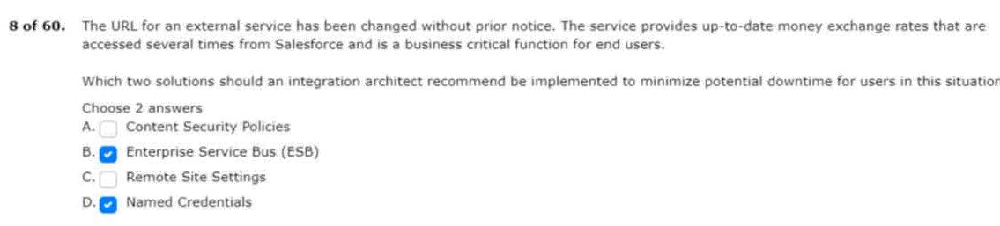 8 of 60. The URL for an external service has been changed without prior notice. The service provides up-to-date money exchange rates that are
accessed several times from Salesforce and is a business critical function for end users.
Which two solutions should an integration architect recommend be implemented to minimize potential downtime for users in this situation
Choose 2 answers
A. Content Security Policies
B. Enterprise Service Bus (ESB)
C. Remote Site Settings
D. Named Credentials